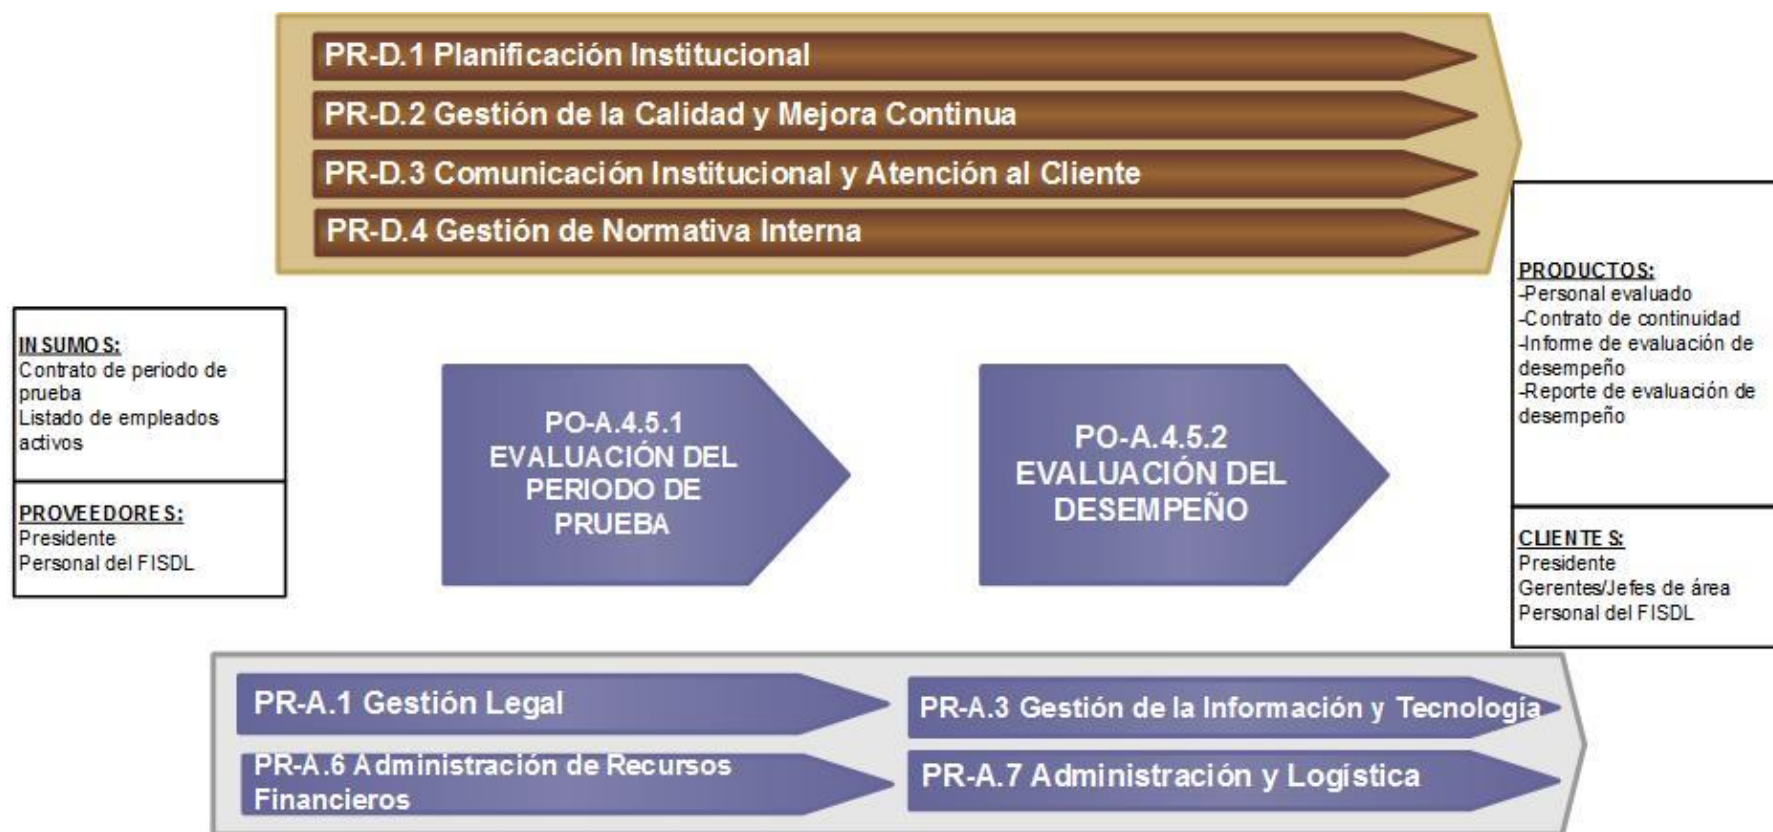 PR-D.1 Planificación Institucional
PR-D.2 Gestión de la Calidad y Mejora Continua
PR-D.3 Comunicación Institucional y Atención al Cliente
PR-D.4 Gestión de Normativa Interna
INSUMOS:
Contrato de periodo de
prueba
Listado de empleados
activos
PROVEEDORES:
Presidente
Personal del FISDL
PO-A.4.5.1
EVALUACIÓN DEL
PERIODO DE
PRUEBA
PO-A.4.5.2
EVALUACIÓN DEL
DESEMPEÑO
PRODUCTOS:
-Personal evaluado
-Contrato de continuidad
-Informe de evaluación de
desempeño
-Reporte de evaluación de
desempeño
CLIENTES:
Presidente
Gerentes/Jefes de área
Personal del FISDL
PR-A.1 Gestión Legal
PR-A.3 Gestión de la Información y Tecnología
PR-A.6 Administración de Recursos
Financieros
PR-A.7 Administración y Logística